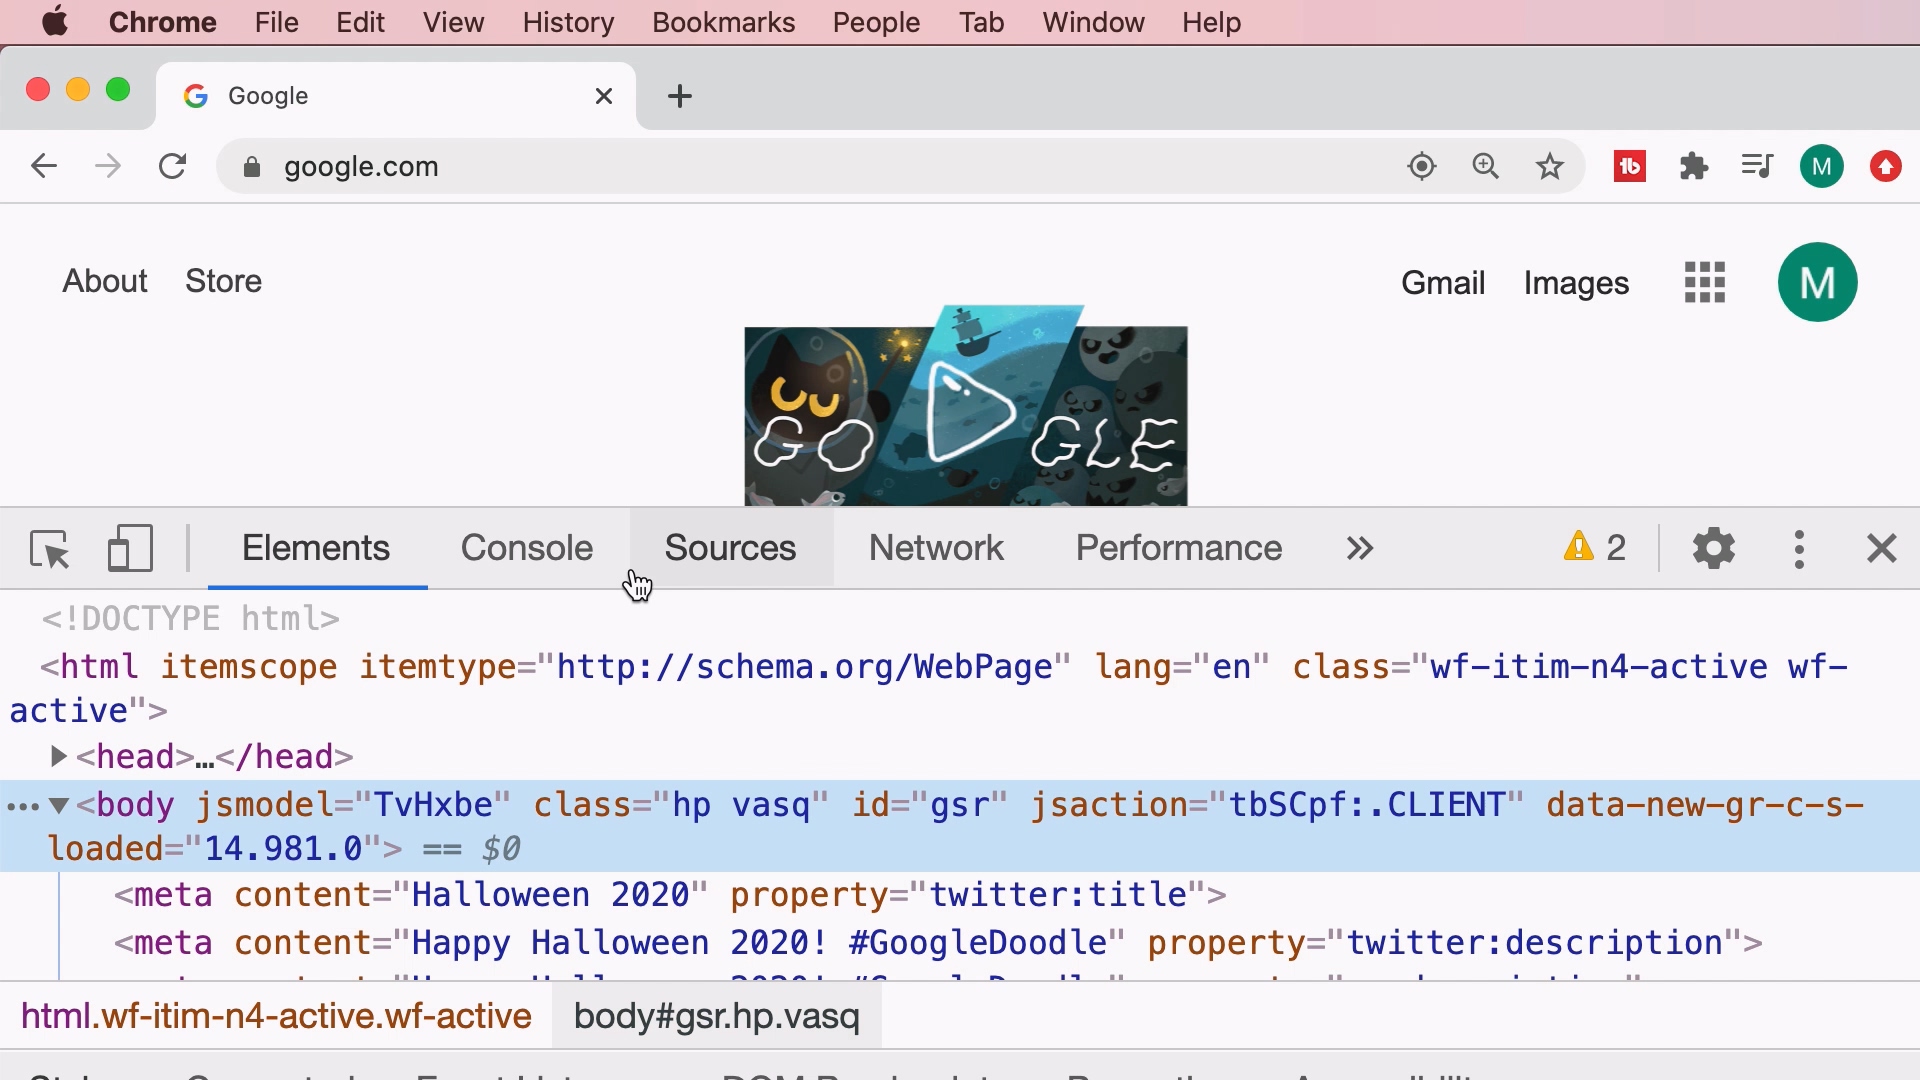 Chrome File Edit View History Bookmarks People Tab Window Help
Google
google.com
M
About Store Gmail Images M
GO GLE
Elements Console Sources Network Performance » 2
<!DOCTYPE html>
<html itemscope itemtype="http://schema.org/WebPage" lang="en" class="wf-itim-n4-active wf-
active">
<head>…</head>
<body jsmodel="TvHxbe" class="hp vasq" id="gsr" jsaction="tbSCpf:.CLIENT" data-new-gr-c-s-
loaded="14.981.0"> == $0
<meta content="Halloween 2020" property="twitter:title">
<meta content="Happy Halloween 2020! #GoogleDoodle" property="twitter:description">
html.wf-itim-n4-active.wf-active body#gsr.hp.vasq